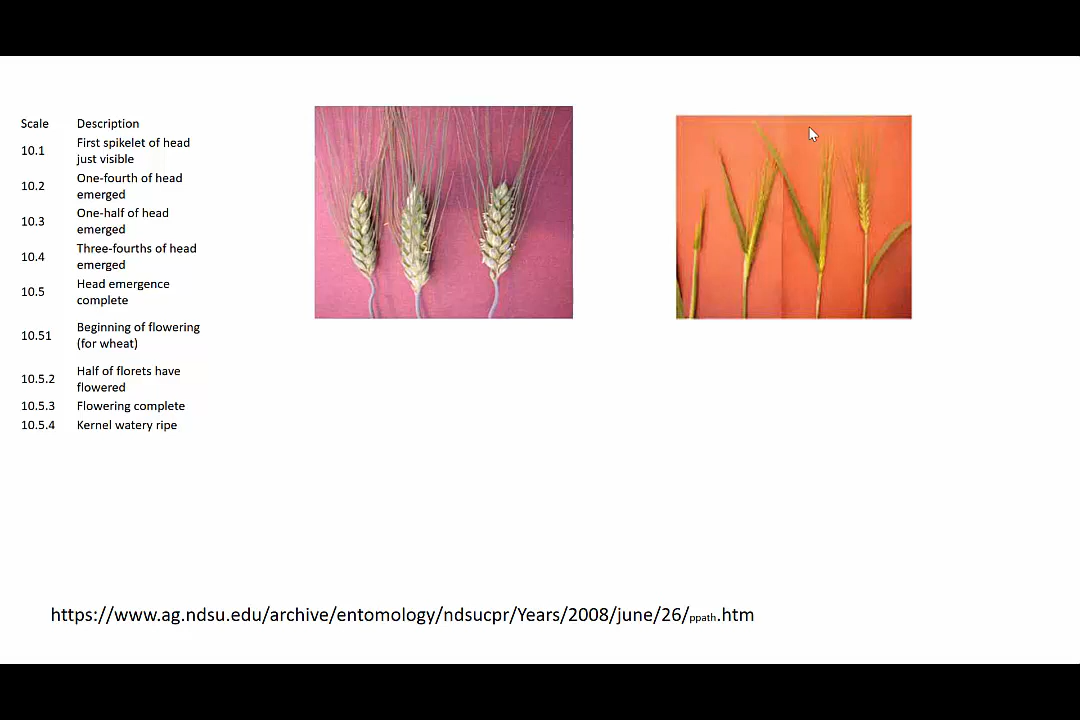 Scale Description
10.1 First spikelet of head
just visible
10.2 One-fourth of head
emerged
10.3 One-half of head
emerged
10.4 Three-fourths of head
emerged
10.5 Head emergence
complete
10.51 Beginning of flowering
(for wheat)
10.5.2 Half of florets have
flowered
10.5.3 Flowering complete
10.5.4 Kernel watery ripe
https://www.ag.ndsu.edu/archive/entomology/ndsucpr/Years/2008/june/26/ppath.htm